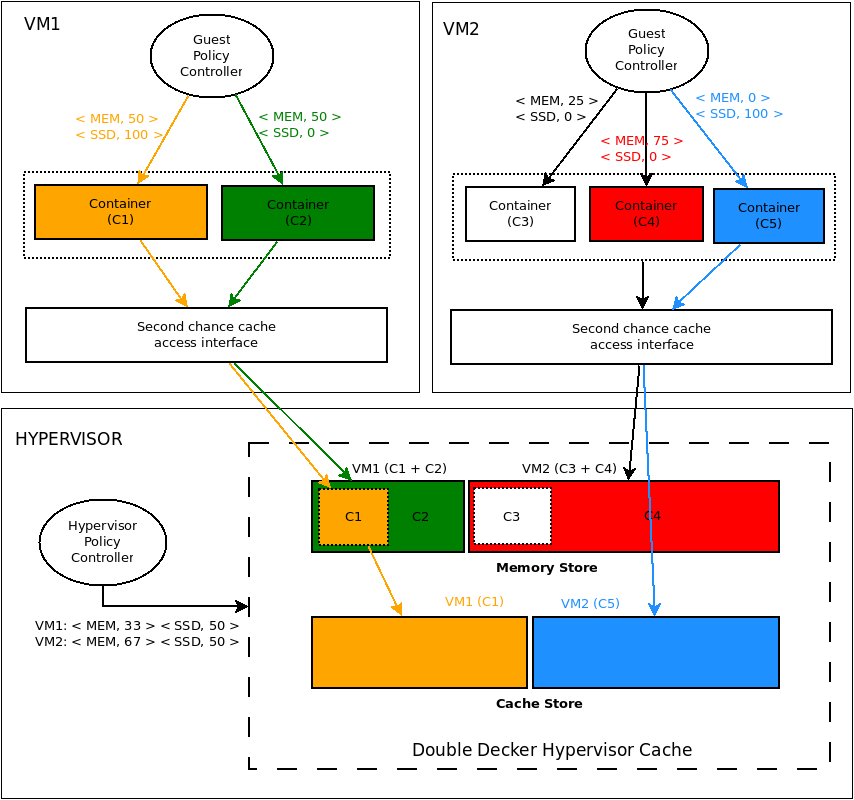 VM1
Guest
Policy
Controller
< MEM, 50 >
< SSD, 100 >
< MEM, 50 >
< SSD, 0 >
Container
(C1)
Container
(C2)
Second chance cache
access interface
VM2
Guest
Policy
Controller
< MEM, 25 >
< SSD, 0 >
< MEM, 75 >
< SSD, 0 >
< MEM, 0 >
< SSD, 100 >
Container
(C3)
Container
(C4)
Container
(C5)
Second chance cache
access interface
HYPERVISOR
Hypervisor
Policy
Controller
VM1: < MEM, 33 > < SSD, 50 >
VM2: < MEM, 67 > < SSD, 50 >
VM1 (C1 + C2)
VM2 (C3 + C4)
C1
C2
C3
C4
Memory Store
VM1 (C1)
VM2 (C5)
Cache Store
Double Decker Hypervisor Cache